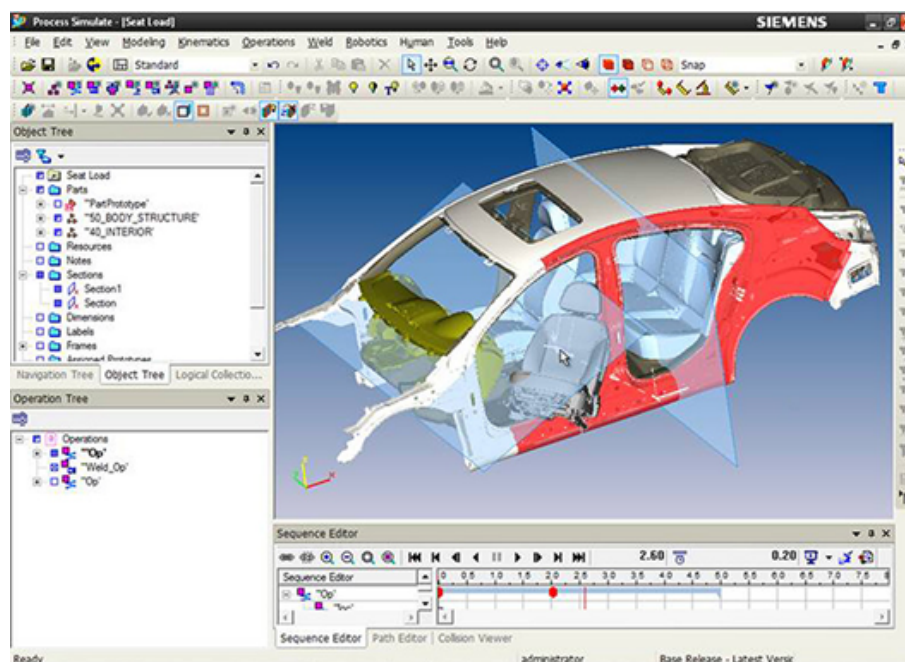 Process Simulate - [Seat Load]
SIEMENS
File Edit View Modeling Kinematics Operations Weld Robotics Human Tools Help
Standard
Snap
Object Tree
Seat Load
Parts
"PartPrototype"
"50_BODY_STRUCTURE"
"40_INTERIOR"
Resources
Notes
Sections
Section1
Section
Dimensions
Labels
Frames
Assigned Prototypes
Navigation Tree Object Tree Logical Collectio...
Operation Tree
Operations
"Op"
"Weld_Op"
"Op"
Z
X
Sequence Editor
2.60 0.20
Sequence Editor 0 0.5 1.0 1.5 2.0 2.5 3.0 3.5 4.0 4.5 5.0 5.5 6.0 6.5 7.0 7.5 8
"Op"
Sequence Editor Path Editor Collision Viewer
Ready administrator Base Release - Latest Versic